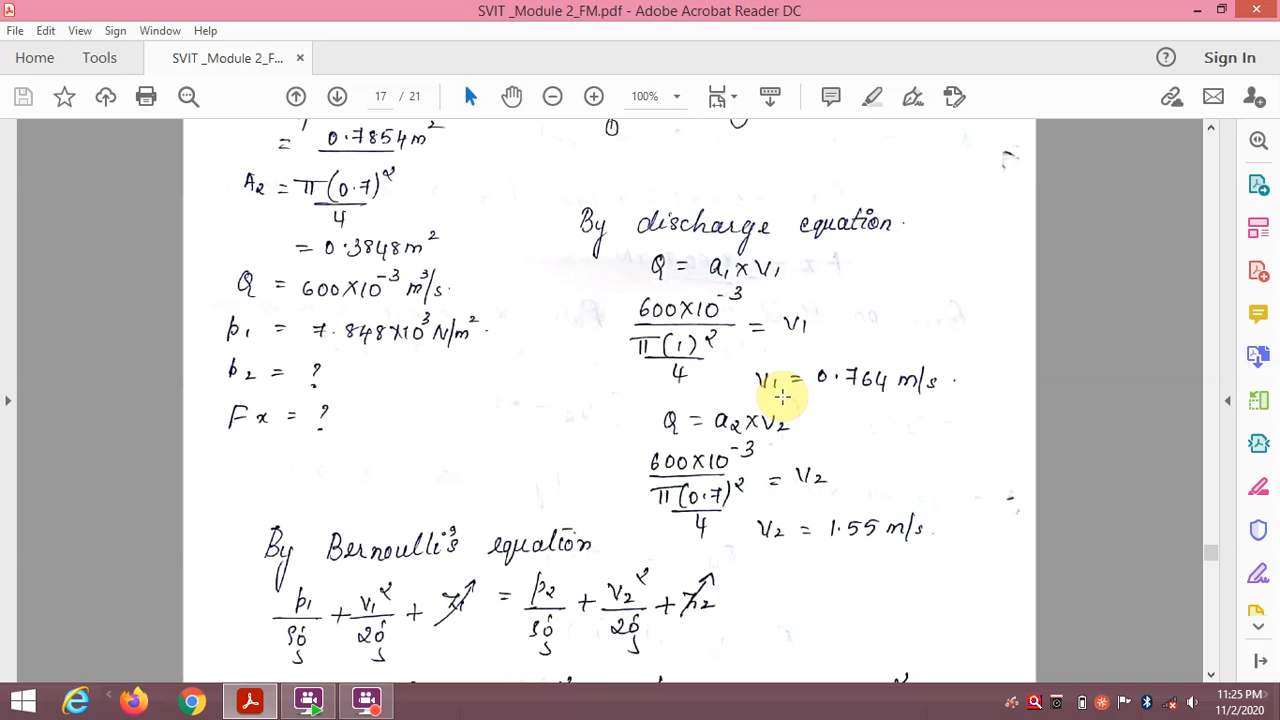 SVIT _Module 2_FM.pdf - Adobe Acrobat Reader DC
File Edit View Sign Window Help
Home Tools SVIT _Module 2_F... × Sign In
17 / 21 100%
= 0.7854 m²
A₂ = π(0.7)²/4
= 0.3848 m²
Q = 600×10⁻³ m³/s.
p₁ = 7.848×10³ N/m².
p₂ = ?
Fx = ?
①
By discharge equation.
Q = a₁ × V₁
600×10⁻³ / (π(1)²/4) = V₁
V₁ = 0.764 m/s.
Q = a₂ × V₂
600×10⁻³ / (π(0.7)²/4) = V₂
V₂ = 1.55 m/s.
By Bernoulli's equation
p₁/ρg + V₁²/2g + Z₁ = p₂/ρg + V₂²/2g + Z₂
11:25 PM
11/2/2020